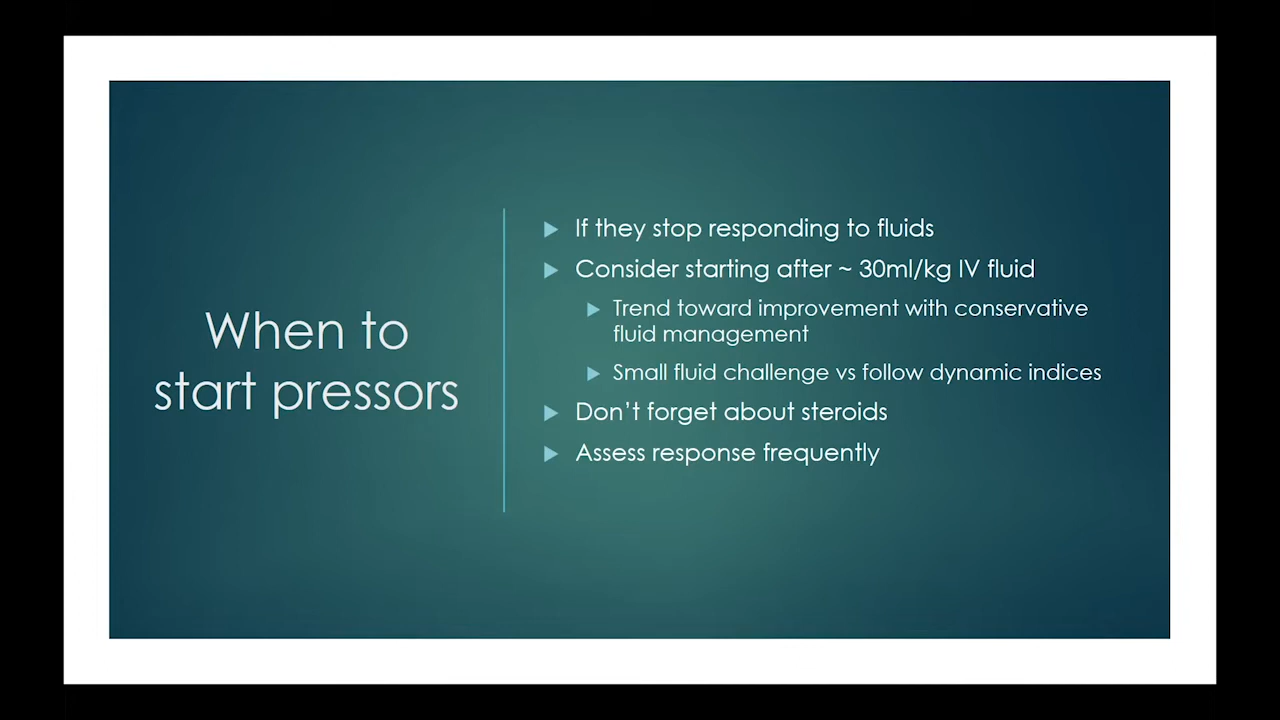 When to
start pressors
If they stop responding to fluids
Consider starting after ~ 30ml/kg IV fluid
Trend toward improvement with conservative
fluid management
Small fluid challenge vs follow dynamic indices
Don't forget about steroids
Assess response frequently